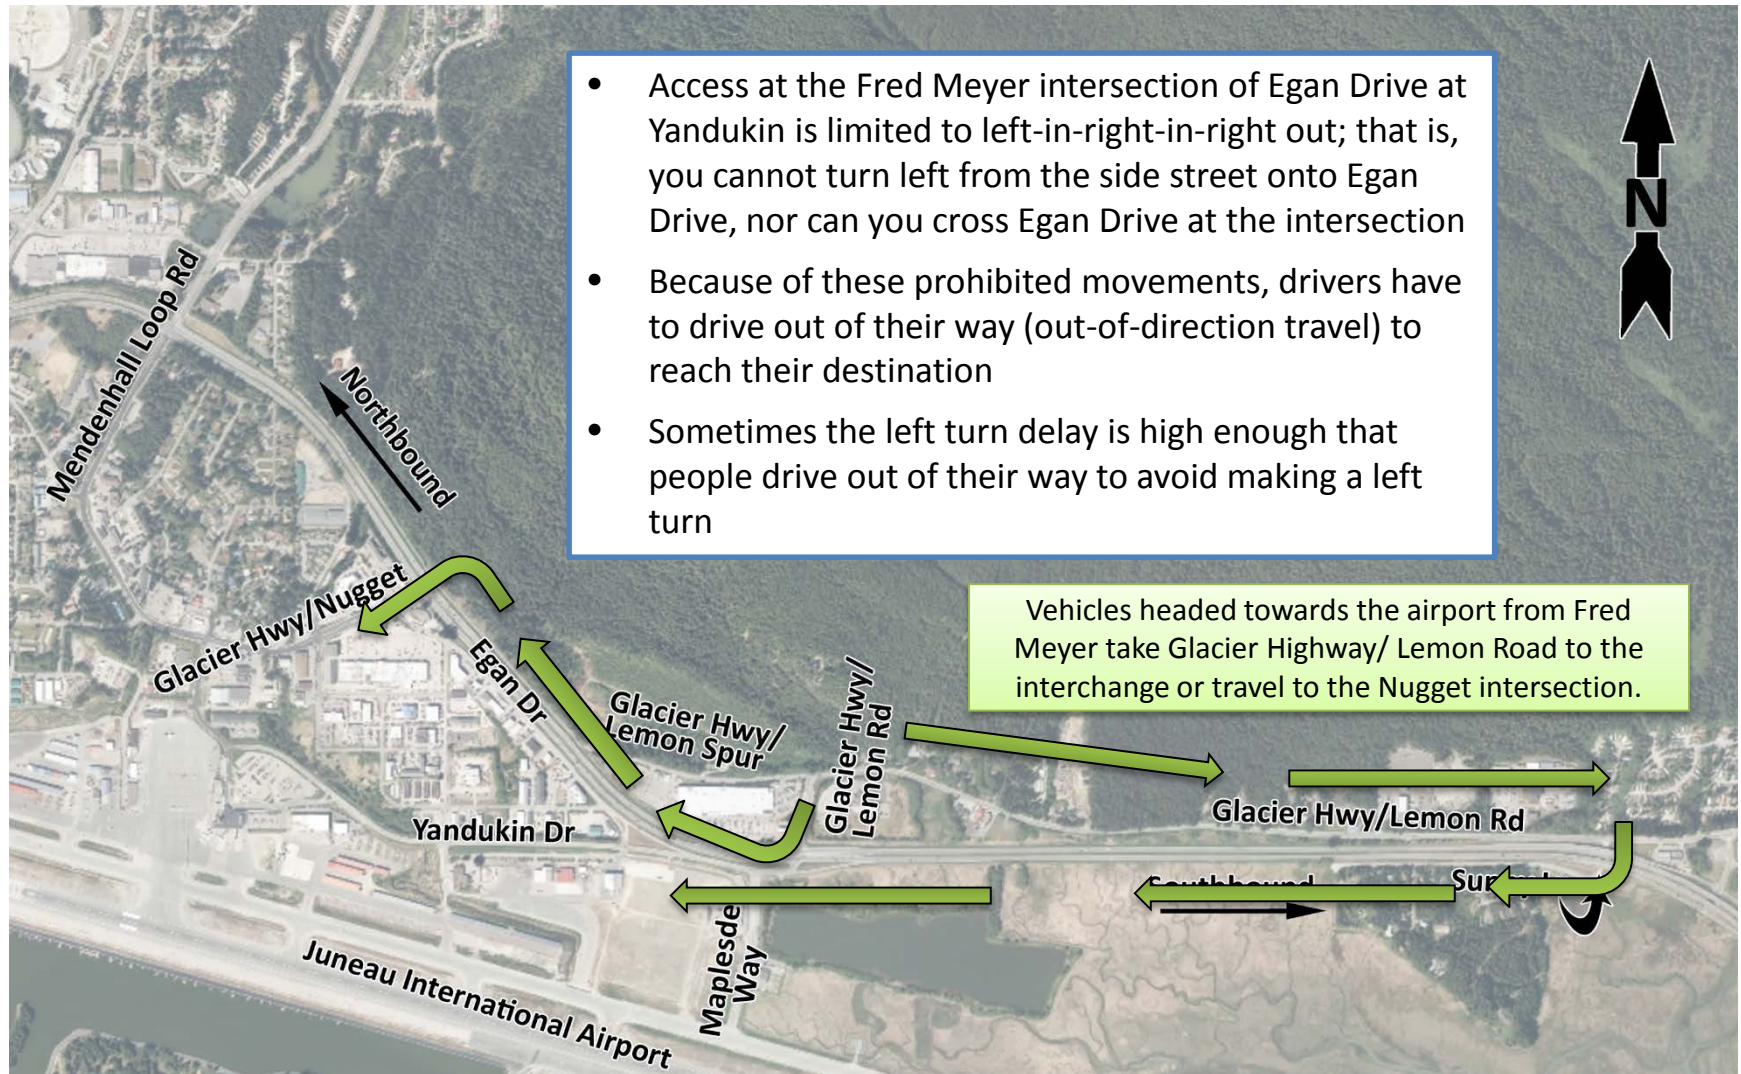 • Access at the Fred Meyer intersection of Egan Drive at
Yandukin is limited to left-in-right-in-right out; that is,
you cannot turn left from the side street onto Egan
Drive, nor can you cross Egan Drive at the intersection
• Because of these prohibited movements, drivers have
to drive out of their way (out-of-direction travel) to
reach their destination
• Sometimes the left turn delay is high enough that
people drive out of their way to avoid making a left
turn
N
Mendenhall Loop Rd
Northbound
Glacier Hwy/Nugget
Egan Dr
Vehicles headed towards the airport from Fred
Meyer take Glacier Highway/ Lemon Road to the
interchange or travel to the Nugget intersection.
Glacier Hwy/
Lemon Spur
Glacier Hwy/
Lemon Rd
Glacier Hwy/Lemon Rd
Yandukin Dr
Southbound
Maplesde
Way
Juneau International Airport